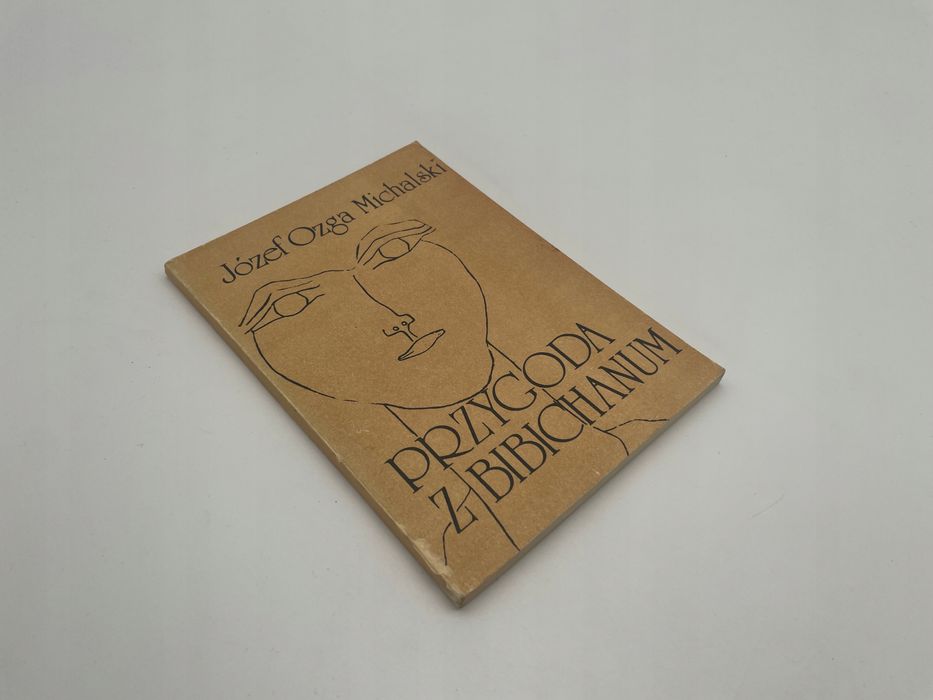 Józef Ozga Michalski
PRZYGODA
Z BIBICHANUM